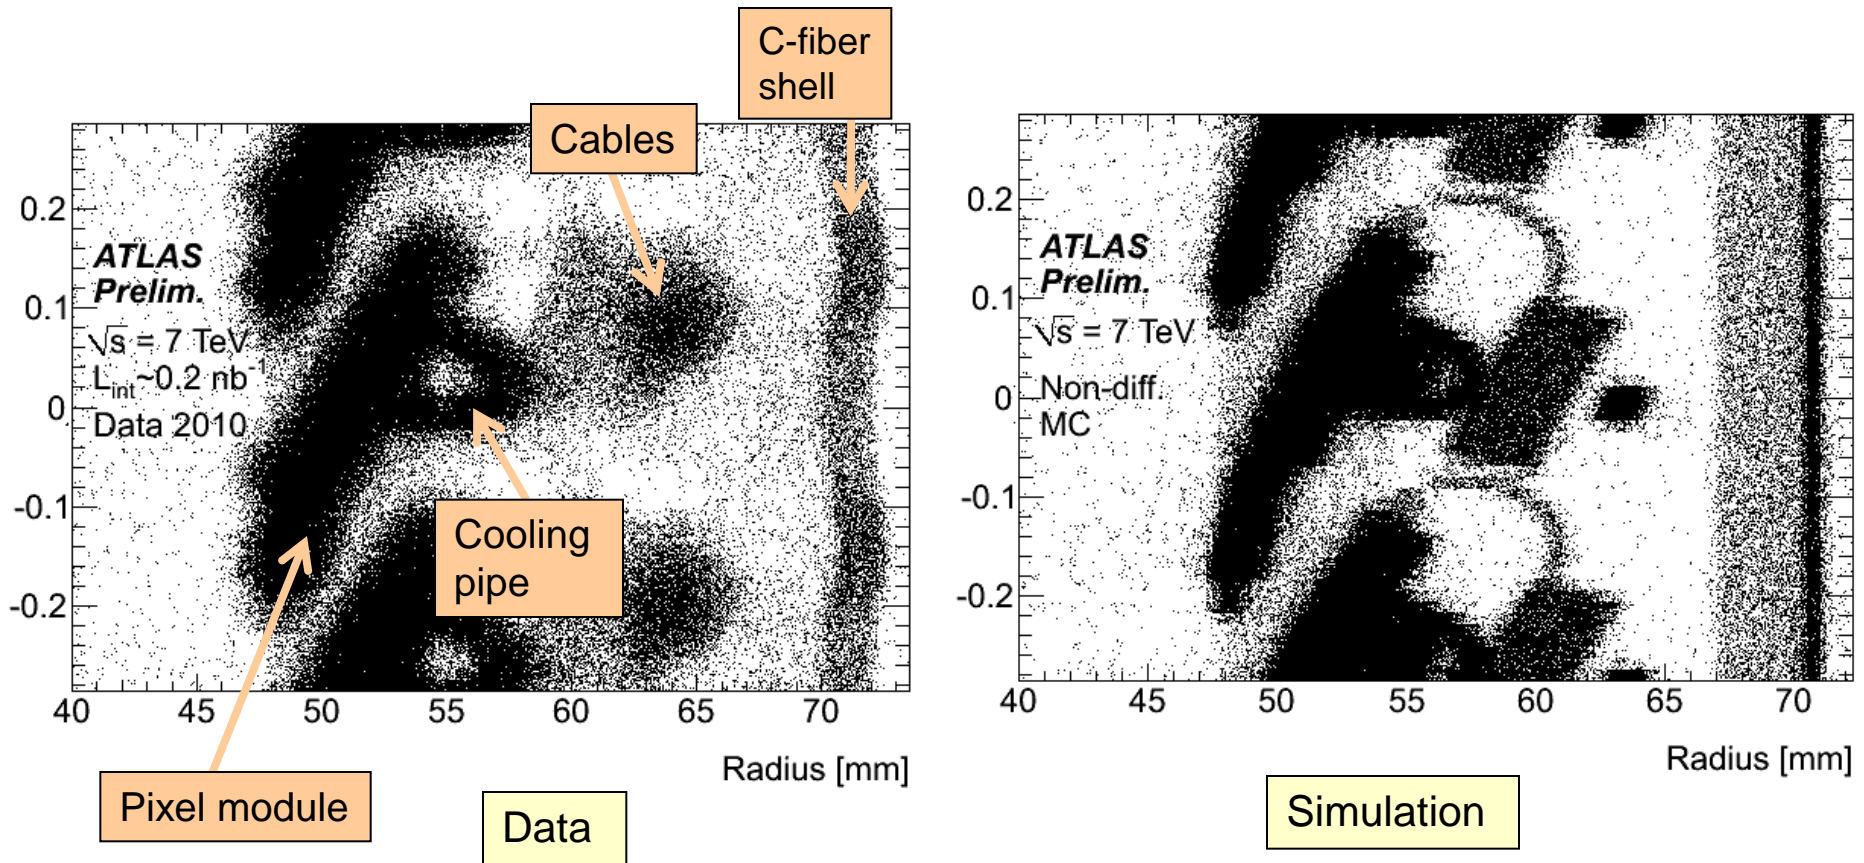 C-fiber
shell
Cables
0.2
0.1
0
-0.1
-0.2
ATLAS
Prelim.
√s = 7 TeV
Lint~0.2 nb-1
Data 2010
Cooling
pipe
40 45 50 55 60 65 70
Radius [mm]
Pixel module
Data
0.2
0.1
0
-0.1
-0.2
ATLAS
Prelim.
√s = 7 TeV
Non-diff.
MC
40 45 50 55 60 65 70
Radius [mm]
Simulation